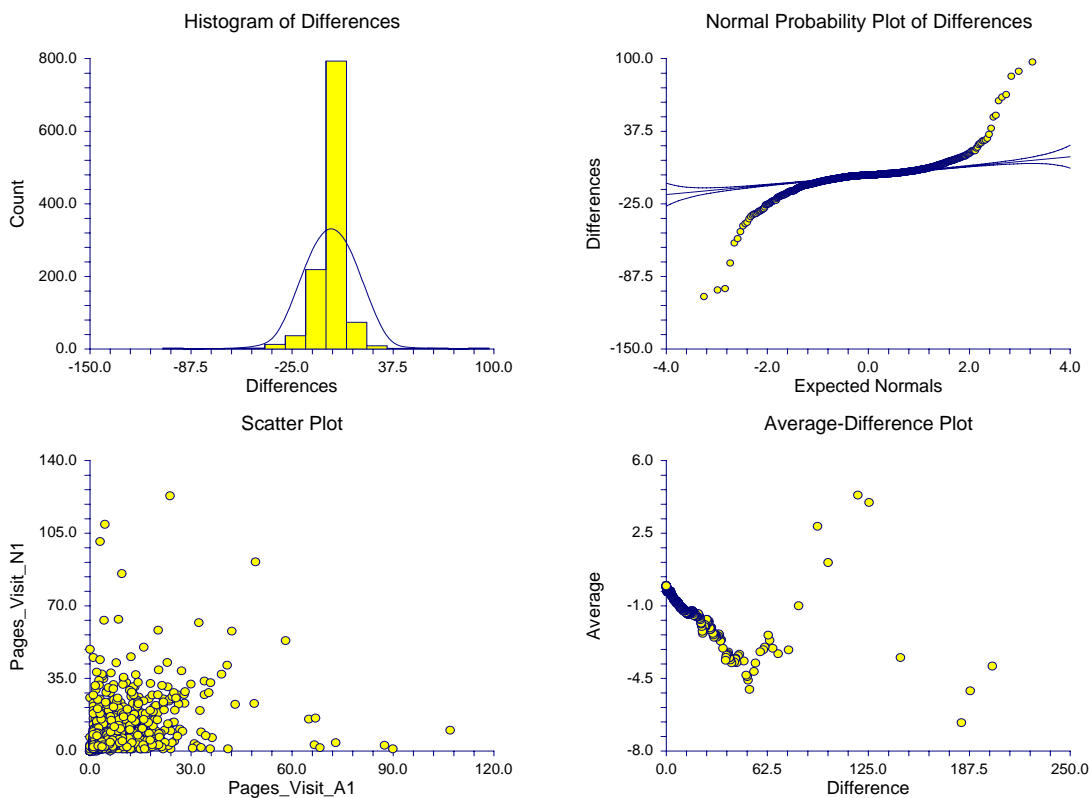 Histogram of Differences
800.0
600.0
400.0
200.0
0.0
Count
-150.0 -87.5 -25.0 37.5 100.0
Differences
Normal Probability Plot of Differences
100.0
37.5
-25.0
-87.5
-150.0
Differences
-4.0 -2.0 0.0 2.0 4.0
Expected Normals
Scatter Plot
140.0
105.0
70.0
35.0
0.0
Pages_Visit_N1
0.0 30.0 60.0 90.0 120.0
Pages_Visit_A1
Average-Difference Plot
6.0
2.5
-1.0
-4.5
-8.0
Average
0.0 62.5 125.0 187.5 250.0
Difference